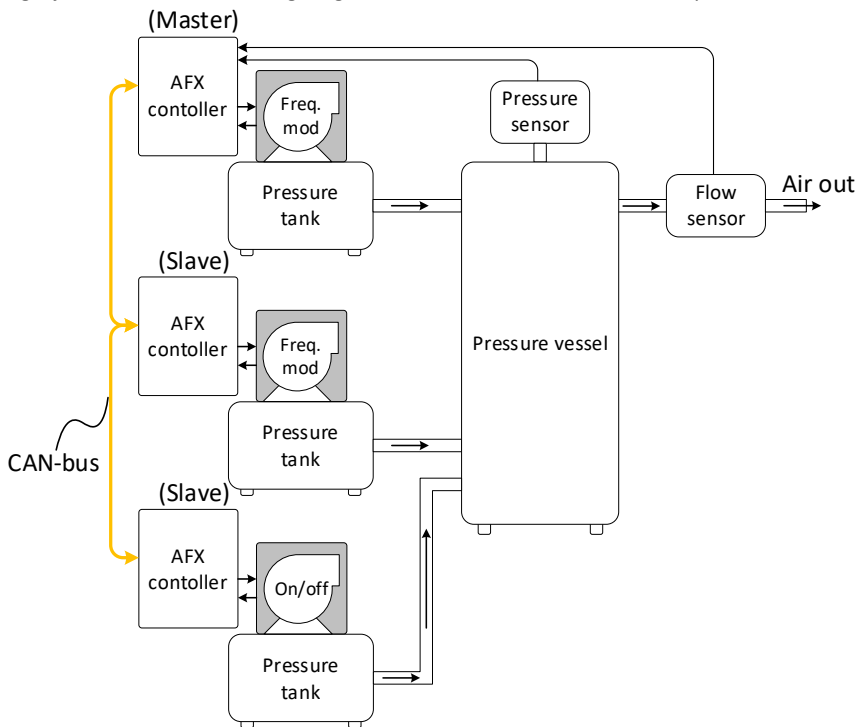 (Master)
AFX
contoller
Freq.
mod
Pressure
tank
Pressure
sensor
Flow
sensor
Air out
(Slave)
AFX
contoller
Freq.
mod
Pressure
tank
Pressure vessel
CAN-bus
(Slave)
AFX
contoller
On/off
Pressure
tank